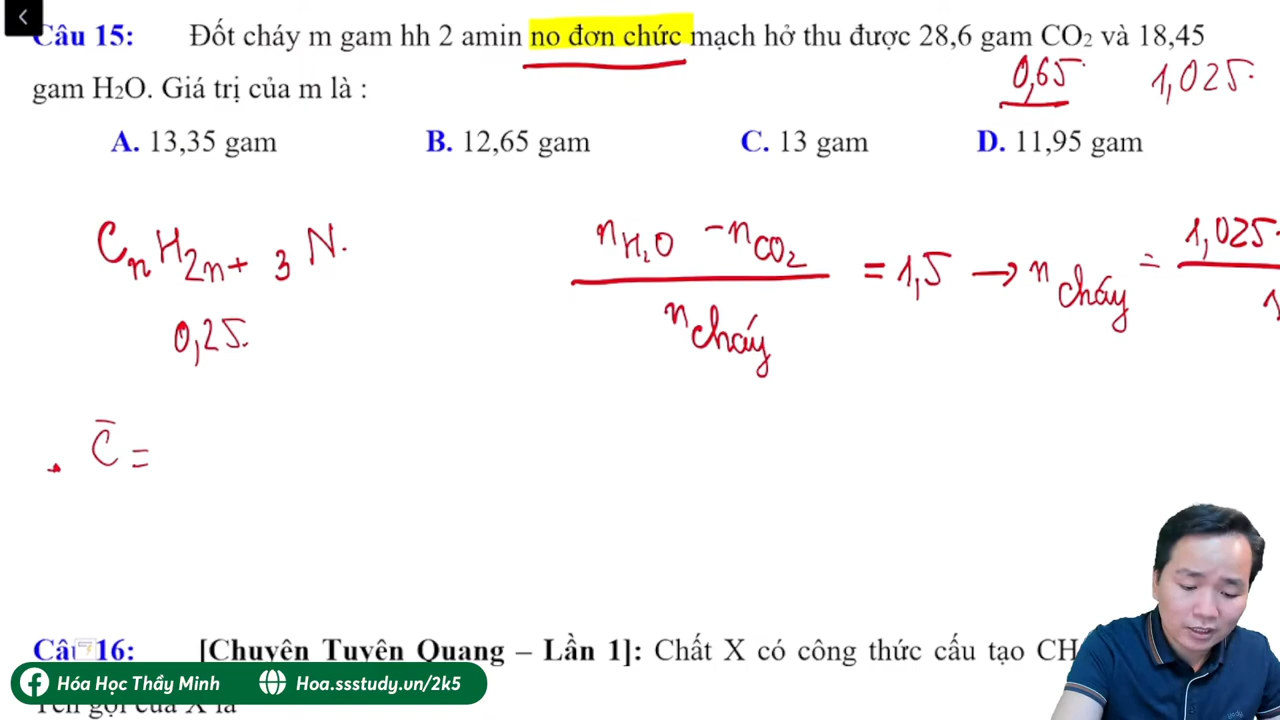 Câu 15: Đốt cháy m gam hh 2 amin no đơn chức mạch hở thu được 28,6 gam CO2 và 18,45
gam H2O. Giá trị của m là :
0,65 1,025
A. 13,35 gam B. 12,65 gam C. 13 gam D. 11,95 gam
CnH2n+3N.
0,25.
nH2O - nCO2 / ncháy = 1,5 → ncháy = 1,025
C̄ =
Câu 16: [Chuyên Tuyên Quang – Lần 1]: Chất X có công thức cấu tạo CH
Hóa Học Thầy Minh Hoa.ssstudy.vn/2k5
Tên gọi của X là